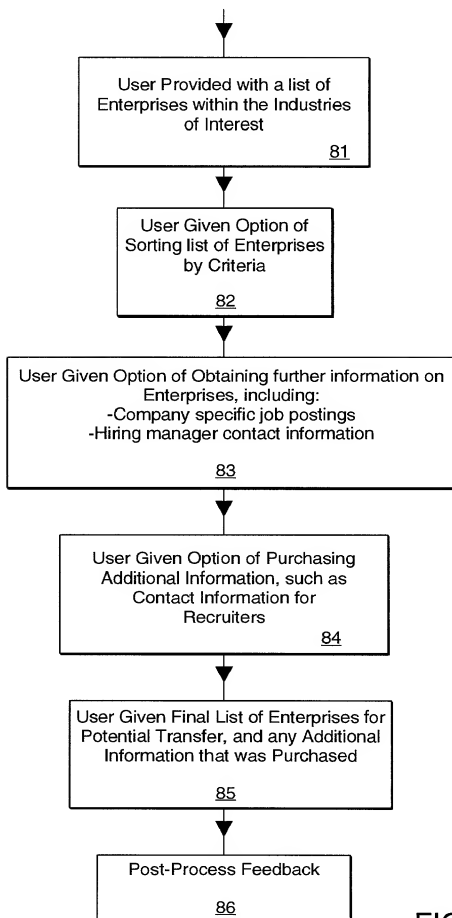 User Provided with a list of
Enterprises within the Industries
of Interest
81
User Given Option of
Sorting list of Enterprises
by Criteria
82
User Given Option of Obtaining further information on
Enterprises, including:
-Company specific job postings
-Hiring manager contact information
83
User Given Option of Purchasing
Additional Information, such as
Contact Information for
Recruiters
84
User Given Final List of Enterprises for
Potential Transfer, and any Additional
Information that was Purchased
85
Post-Process Feedback
86